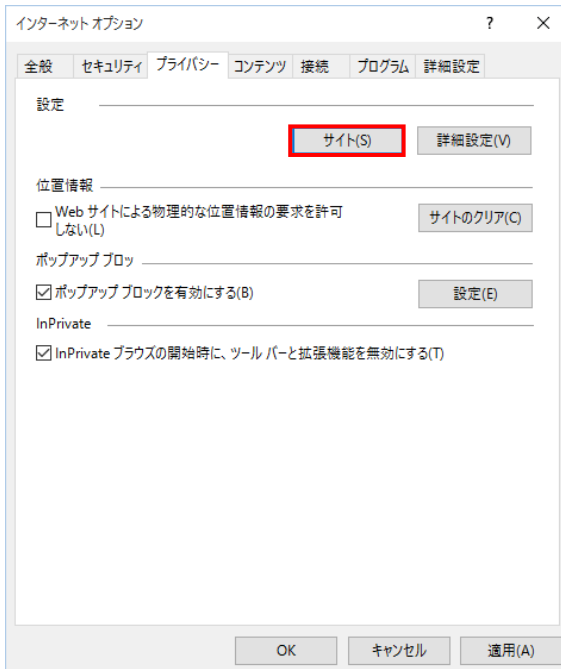 インターネット オプション ? ×
全般 セキュリティ プライバシー コンテンツ 接続 プログラム 詳細設定
設定
サイト(S) 詳細設定(V)
位置情報
Web サイトによる物理的な位置情報の要求を許可
しない(L)
サイトのクリア(C)
ポップアップ ブロッ
ポップアップ ブロックを有効にする(B) 設定(E)
InPrivate
InPrivate ブラウズの開始時に、ツール バーと拡張機能を無効にする(T)
OK キャンセル 適用(A)